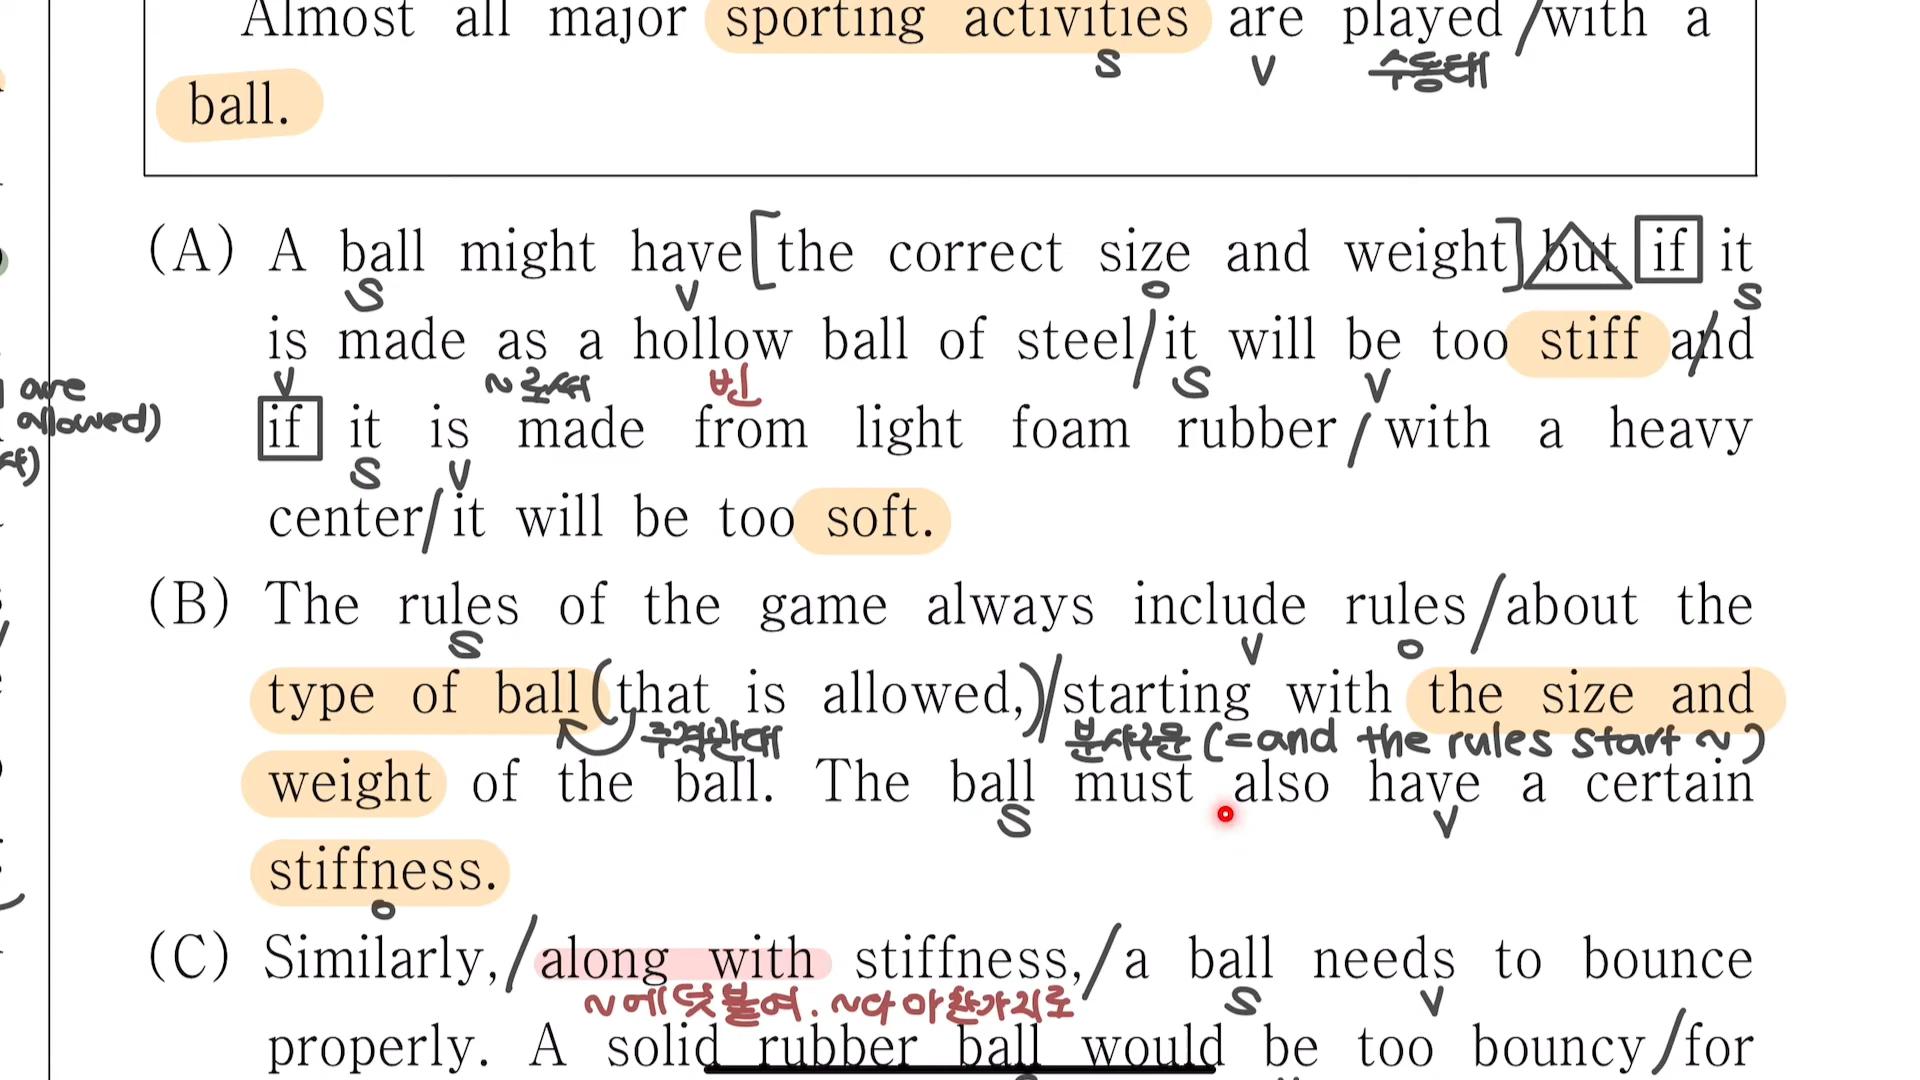 Almost all major sporting activities are played / with a
S V 수동태
ball.
(A) A ball might have [the correct size and weight] but if it
S V O S
is made as a hollow ball of steel / it will be too stiff and
V ~로써 빈 S V
are
allowed)
if it is made from light foam rubber / with a heavy
S V
center / it will be too soft.
(B) The rules of the game always include rules / about the
S V O
type of ball (that is allowed,) / starting with the size and
주격관대 분사구문 (=and the rules start ~)
weight of the ball. The ball must also have a certain
S V
stiffness.
O
(C) Similarly, / along with stiffness, / a ball needs to bounce
~에 덧붙여. ~와 마찬가지로 S V
properly. A solid rubber ball would be too bouncy / for